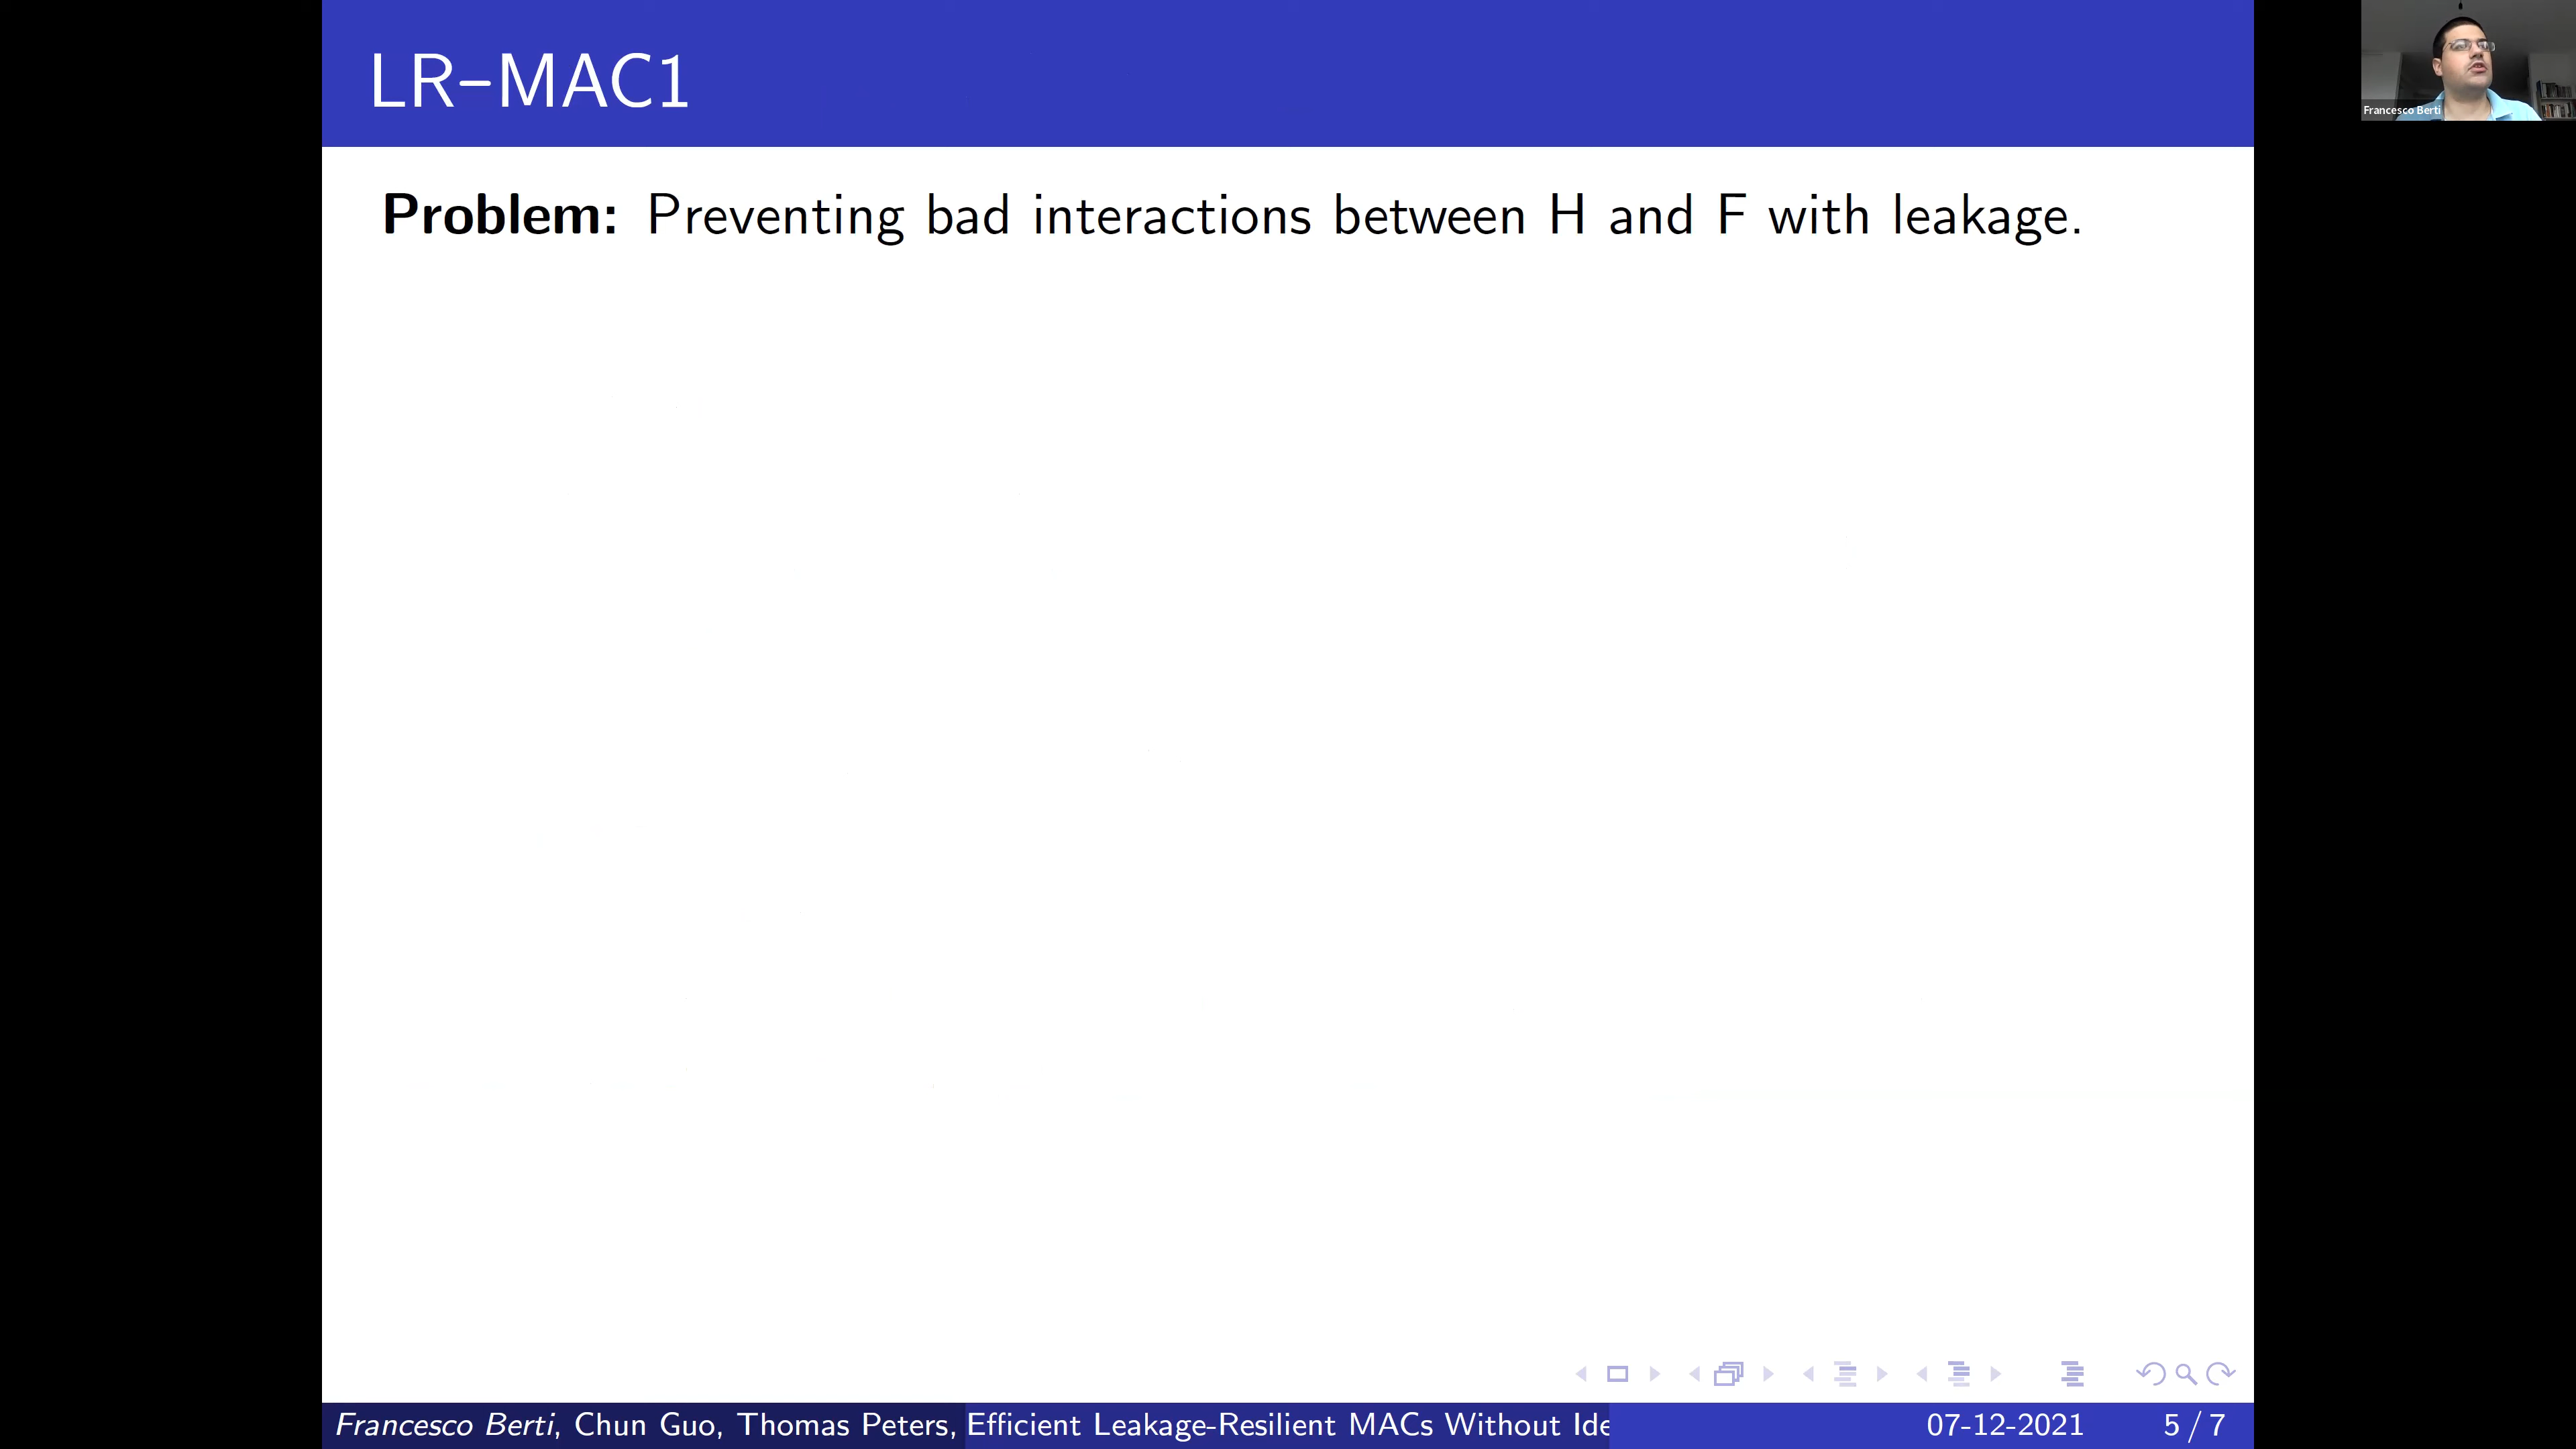 LR–MAC1
Francesco Berti
Problem: Preventing bad interactions between H and F with leakage.
Francesco Berti, Chun Guo, Thomas Peters, Efficient Leakage-Resilient MACs Without Ide 07-12-2021 5 / 7